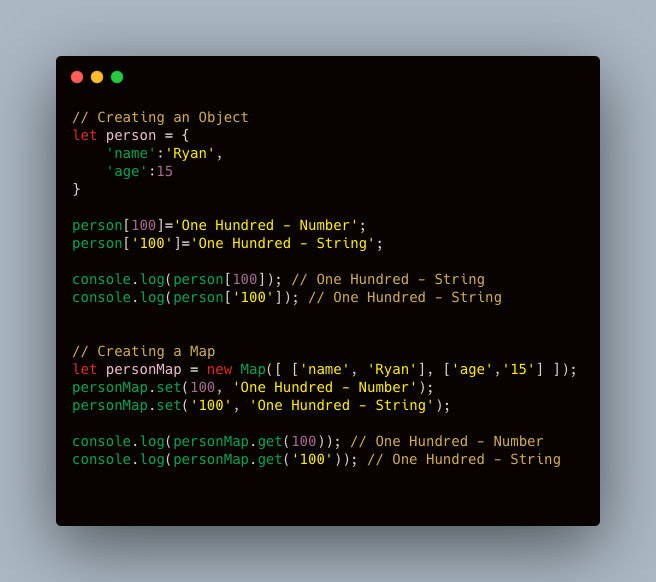 // Creating an Object
let person = {
    'name':'Ryan',
    'age':15
}
person[100]='One Hundred – Number';
person['100']='One Hundred – String';
console.log(person[100]); // One Hundred – String
console.log(person['100']); // One Hundred – String
// Creating a Map
let personMap = new Map([ ['name', 'Ryan'], ['age','15'] ]);
personMap.set(100, 'One Hundred – Number');
personMap.set('100', 'One Hundred – String');
console.log(personMap.get(100)); // One Hundred – Number
console.log(personMap.get('100')); // One Hundred – String